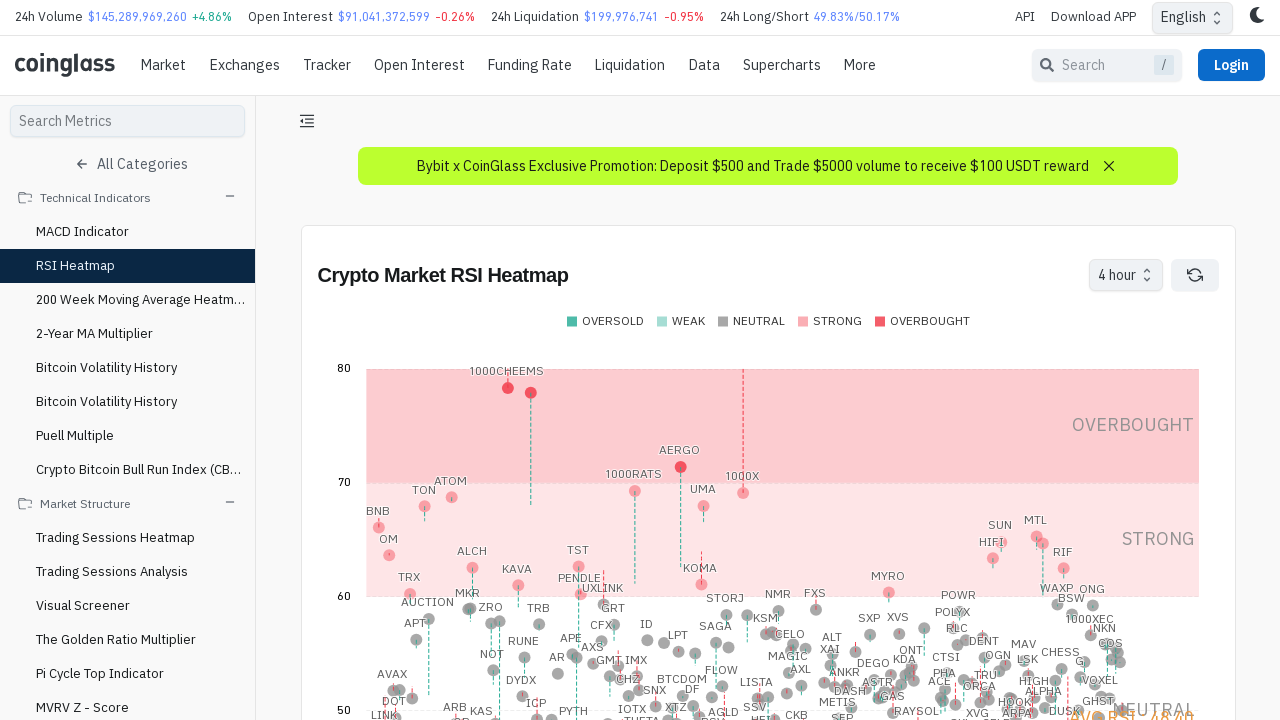 24h Volume $145,289,969,260 +4.86% Open Interest $91,041,372,599 -0.26% 24h Liquidation $199,976,741 -0.95% 24h Long/Short 49.83%/50.17% API Download APP English
coinglass Market Exchanges Tracker Open Interest Funding Rate Liquidation Data Supercharts More Search / Login
Search Metrics
All Categories
Technical Indicators
MACD Indicator
RSI Heatmap
200 Week Moving Average Heatm...
2-Year MA Multiplier
Bitcoin Volatility History
Bitcoin Volatility History
Puell Multiple
Crypto Bitcoin Bull Run Index (CB...
Market Structure
Trading Sessions Heatmap
Trading Sessions Analysis
Visual Screener
The Golden Ratio Multiplier
Pi Cycle Top Indicator
MVRV Z - Score
Bybit x CoinGlass Exclusive Promotion: Deposit $500 and Trade $5000 volume to receive $100 USDT reward
Crypto Market RSI Heatmap
4 hour
OVERSOLD WEAK NEUTRAL STRONG OVERBOUGHT
80
1000CHEEMS
OVERBOUGHT
AERGO
70
ATOM 1000RATS 1000X
TON UMA
BNB
SUN MTL
OM HIFI STRONG
ALCH TST RIF
KAVA KOMA
TRX PENDLE MYRO
UXLINK WAXP ONG
60
AUCTION MKR STORJ NMR FXS POWR BSW
ZRO TRB GRT POLYX
APT CFX ID SAGA KSM SXP XVS 1000XEC
RUNE APE LPT CELO ALT RLC DENT NKN
NOT AR AXS GMT IMX MAGIC XAI ONT OGN MAV COS
AVAX DYDX CHZ FLOW AXL ANKR DEGO KDA CTSI LSK CHESS
DOT ICP SNX BTCDOM LISTA DASH ASTR ACE PHA TRU HIGH VOXEL
ARB KAS PYTH IOTX XTZ DF SSV METIS GAS ORCA ALPHA GHST
LINK AGLD CKB RAYSOL XVG HOOK DUSK
50
NEUTRAL